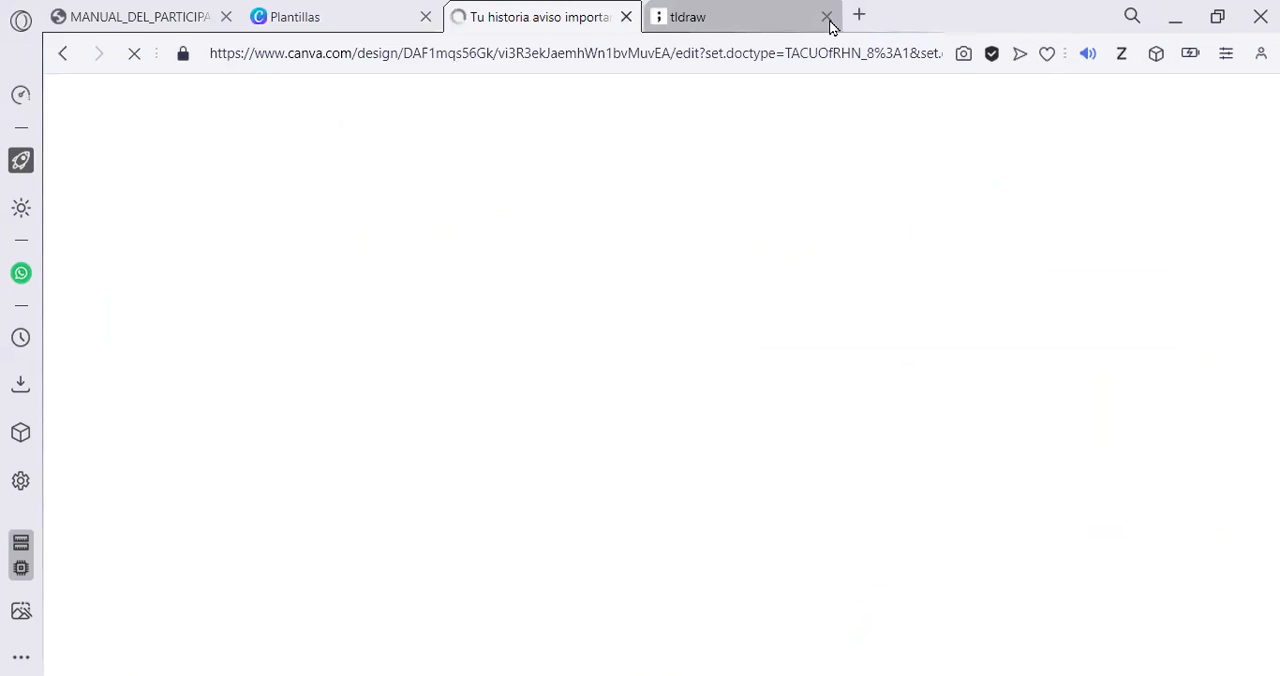 MANUAL_DEL_PARTICIPA
Plantillas
Tu historia aviso importa
tldraw
https://www.canva.com/design/DAF1mqs56Gk/vi3R3ekJaemhWn1bvMuvEA/edit?set.doctype=TACUOfRHN_8%3A1&set.
Z